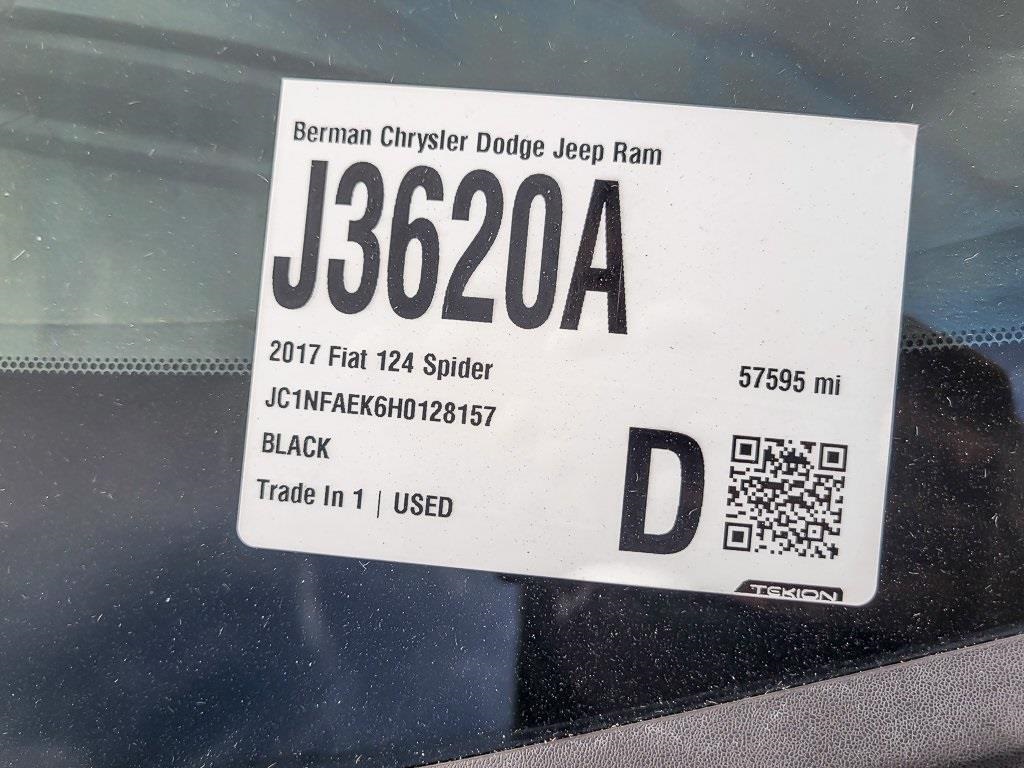 Berman Chrysler Dodge Jeep Ram
J3620A
2017 Fiat 124 Spider
57595 mi
JC1NFAEK6H0128157
BLACK
Trade In 1 | USED
D
TEKION